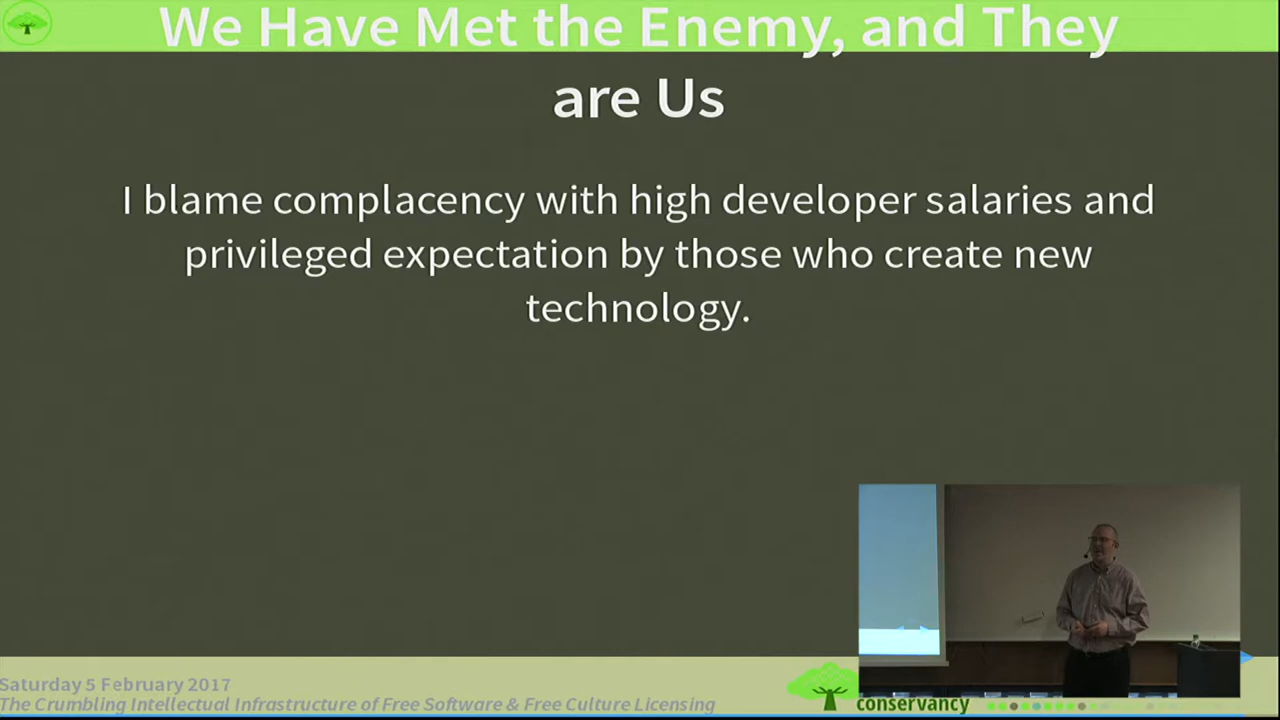 We Have Met the Enemy, and They
are Us
I blame complacency with high developer salaries and
privileged expectation by those who create new
technology.
Saturday 5 February 2017
The Crumbling Intellectual Infrastructure of Free Software & Free Culture Licensing
conservancy